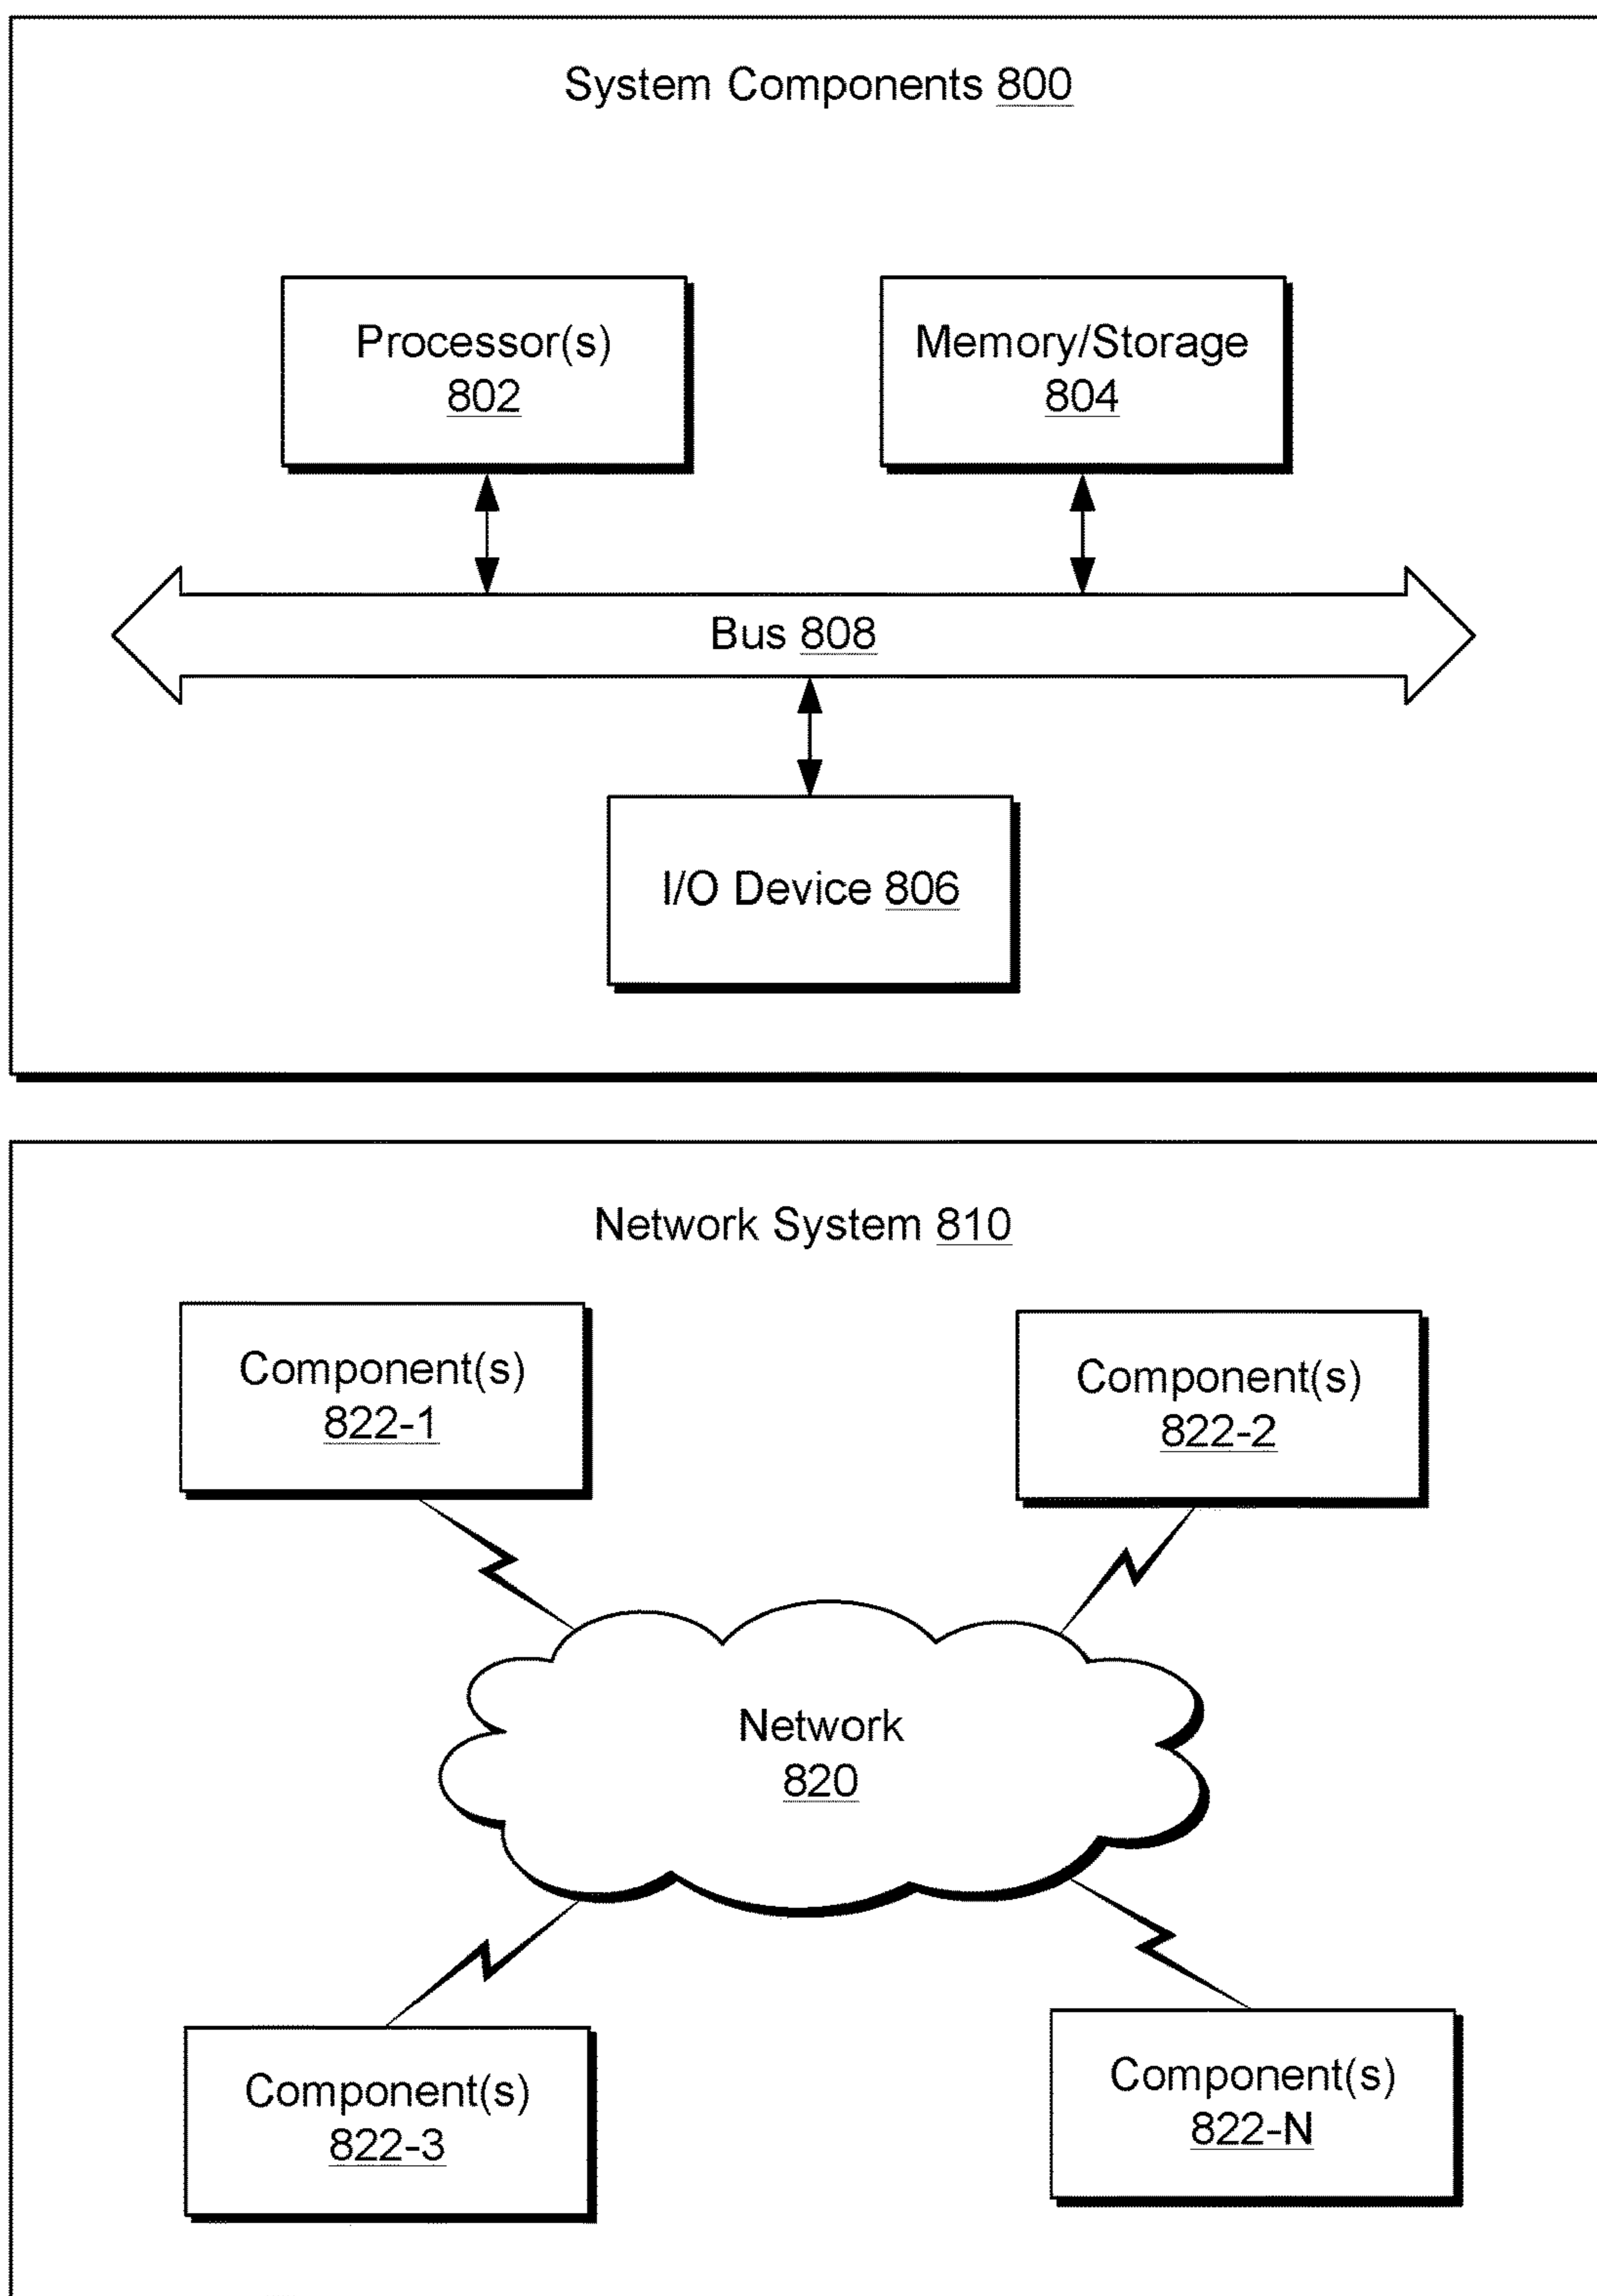 System Components 800
Processor(s)
802
Memory/Storage
804
Bus 808
I/O Device 806
Network System 810
Component(s)
822-1
Component(s)
822-2
Network
820
Component(s)
822-3
Component(s)
822-N